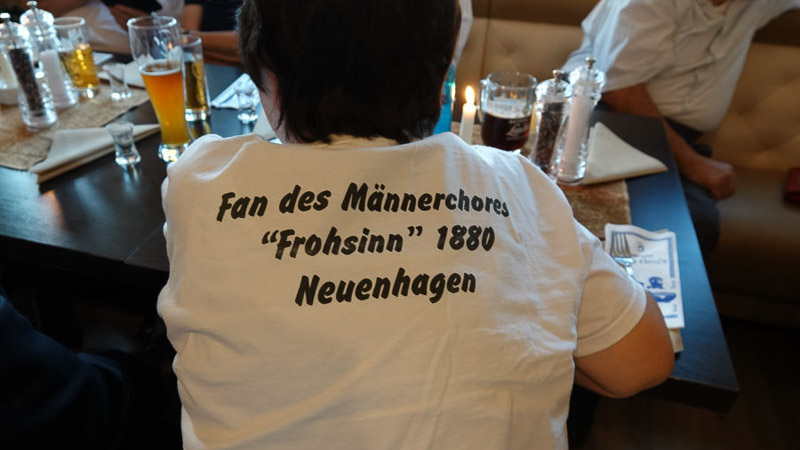 Fan des Männerchores
“Frohsinn” 1880
Neuenhagen